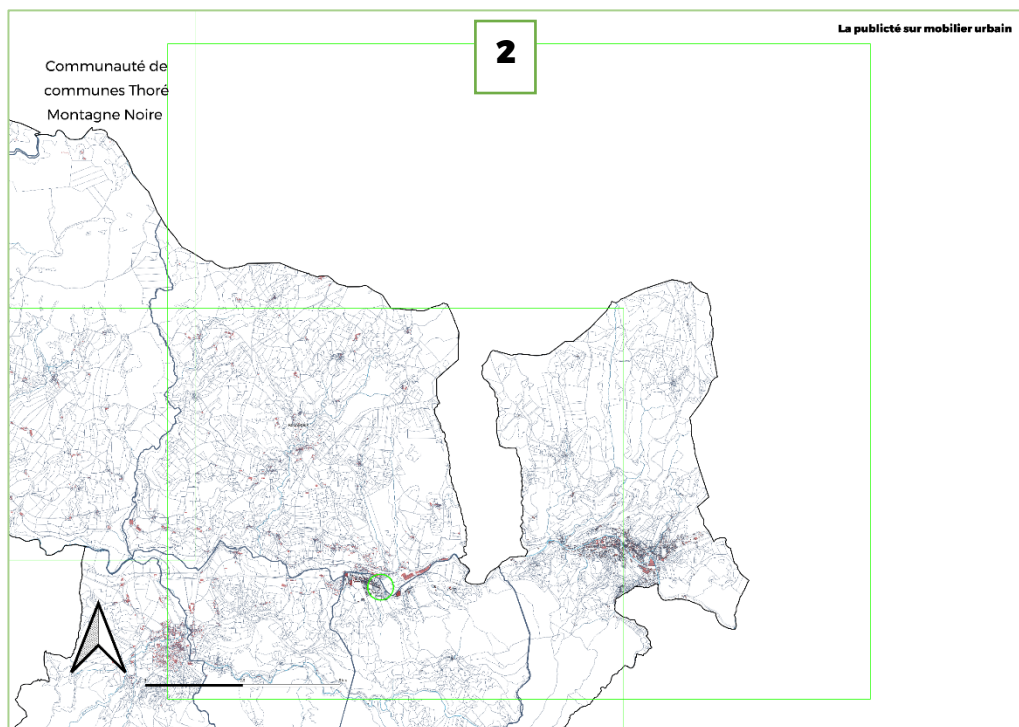 La publicté sur mobilier urbain
2
Communauté de
communes Thoré
Montagne Noire